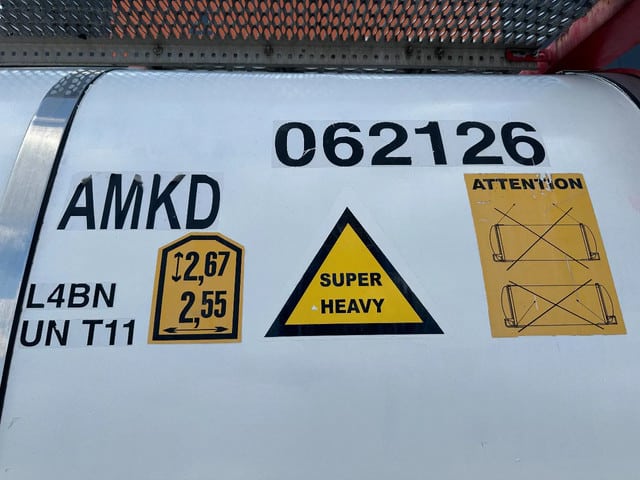 062126
AMKD
ATTENTION
2,67
2,55
SUPER
HEAVY
L4BN
UN T11